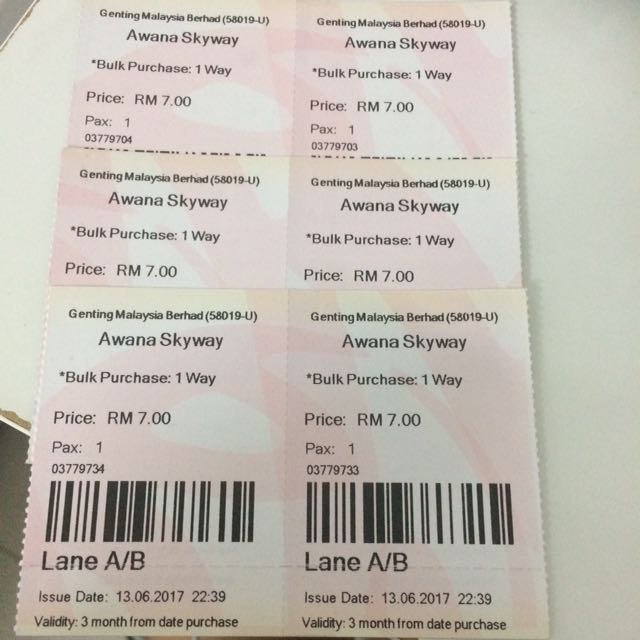 Genting Malaysia Berhad (58019-U)
Awana Skyway
*Bulk Purchase: 1 Way
Price: RM 7.00
Pax: 1
03779704
Genting Malaysia Berhad (58019-U)
Awana Skyway
*Bulk Purchase: 1 Way
Price: RM 7.00
Pax: 1
03779703
Genting Malaysia Berhad (58019-U)
Awana Skyway
*Bulk Purchase: 1 Way
Price: RM 7.00
Genting Malaysia Berhad (58019-U)
Awana Skyway
*Bulk Purchase: 1 Way
Price: RM 7.00
Genting Malaysia Berhad (58019-U)
Awana Skyway
*Bulk Purchase: 1 Way
Price: RM 7.00
Pax: 1
03779734
Lane A/B
Issue Date: 13.06.2017 22:39
Validity: 3 month from date purchase
Genting Malaysia Berhad (58019-U)
Awana Skyway
*Bulk Purchase: 1 Way
Price: RM 7.00
Pax: 1
03779733
Lane A/B
Issue Date: 13.06.2017 22:39
Validity: 3 month from date purchase